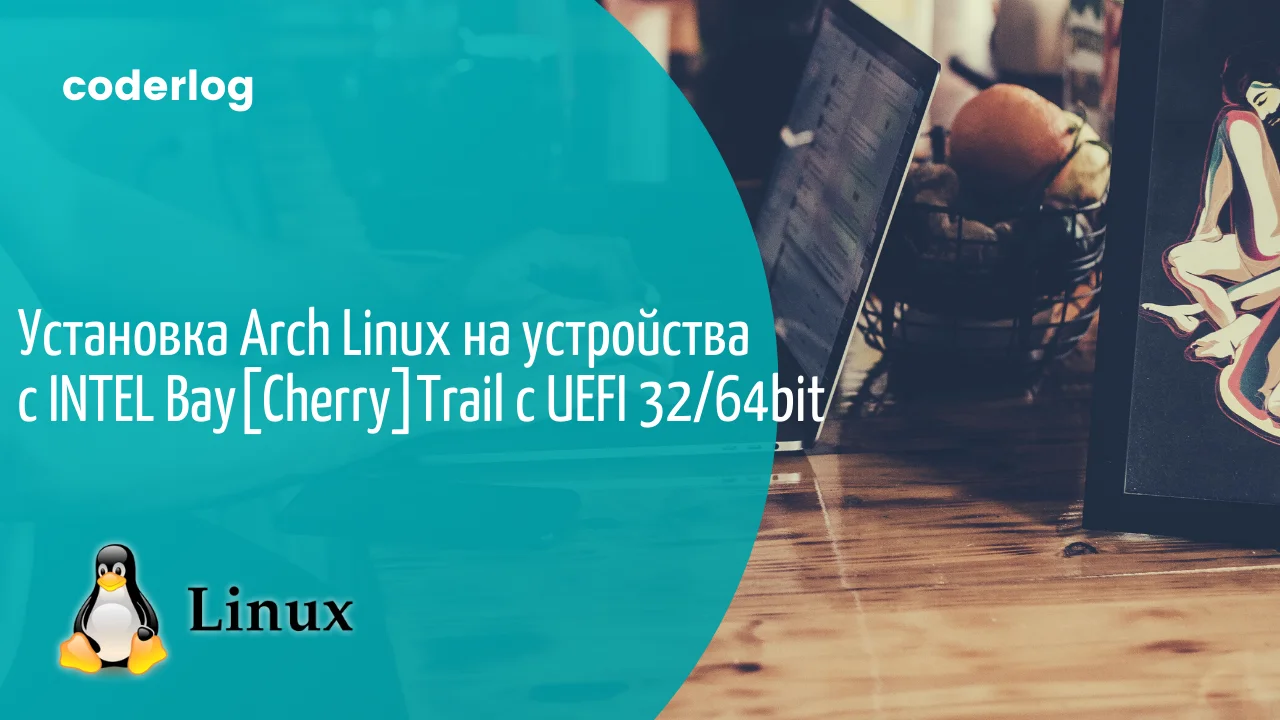 coderlog
Установка Arch Linux на устройства
с INTEL Bay[Cherry]Trail с UEFI 32/64bit
Linux